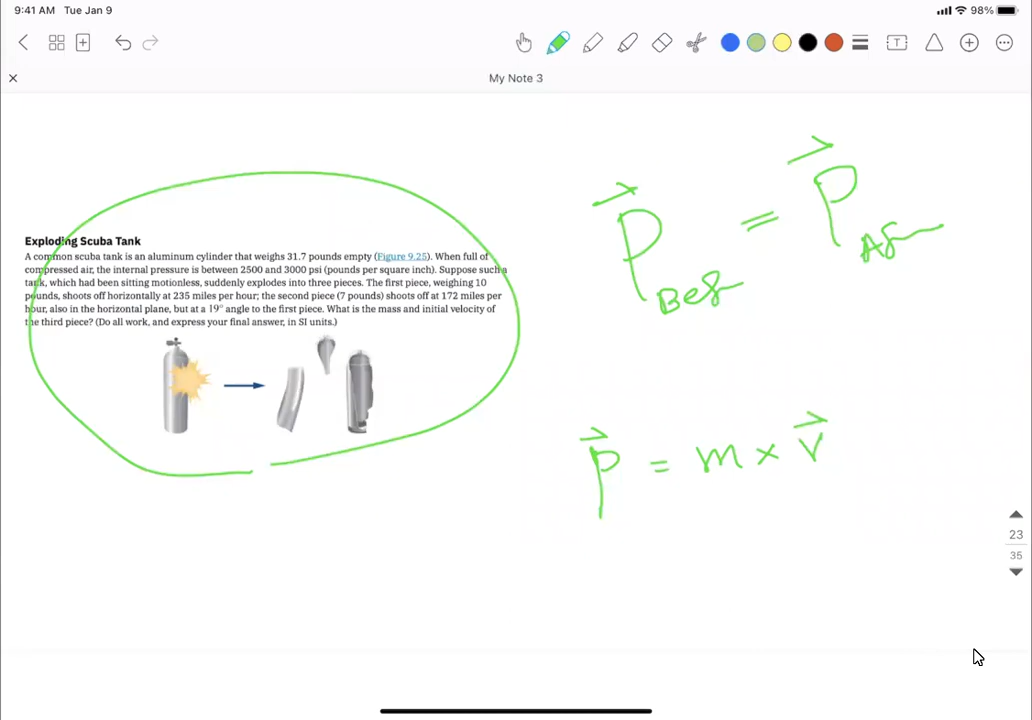 9:41 AM Tue Jan 9
98%
T
My Note 3
Exploding Scuba Tank
A common scuba tank is an aluminum cylinder that weighs 31.7 pounds empty (Figure 9.25). When full of
compressed air, the internal pressure is between 2500 and 3000 psi (pounds per square inch). Suppose such a
tank, which had been sitting motionless, suddenly explodes into three pieces. The first piece, weighing 10
pounds, shoots off horizontally at 235 miles per hour; the second piece (7 pounds) shoots off at 172 miles per
hour, also in the horizontal plane, but at a 19° angle to the first piece. What is the mass and initial velocity of
the third piece? (Do all work, and express your final answer, in SI units.)
P⃗ Bef = P⃗ Af
p⃗ = m × v⃗
23
35